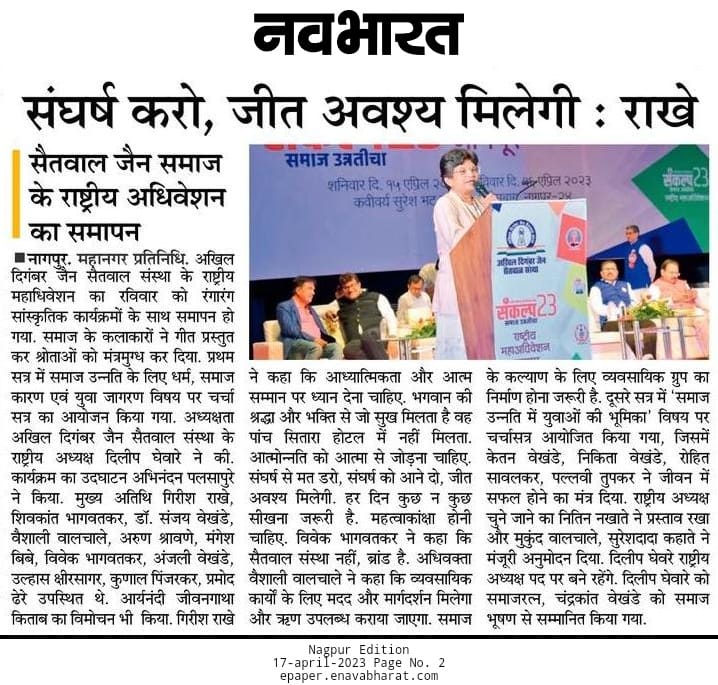 नवभारत
संघर्ष करो, जीत अवश्य मिलेगी : राखे
सैतवाल जैन समाज
के राष्ट्रीय अधिवेशन
का समापन
समाज उन्नतीचा
शनिवार दि. १५ एप्रिल
एप्रिल २०२३
कवीवर्य सुरेश भट
नागपूर-२४
संकल्प 23
राष्ट्रीय महाअधिवेशन
अखिल दिगंबर जैन
सैतवाल संस्था
संकल्प 23
समाज उन्नतीचा
राष्ट्रीय
महाअधिवेशन
■ नागपुर, महानगर प्रतिनिधि. अखिल
दिगंबर जैन सैतवाल संस्था के राष्ट्रीय
महाधिवेशन का रविवार को रंगारंग
सांस्कृतिक कार्यक्रमों के साथ समापन हो
गया. समाज के कलाकारों ने गीत प्रस्तुत
कर श्रोताओं को मंत्रमुग्ध कर दिया. प्रथम
सत्र में समाज उन्नति के लिए धर्म, समाज
कारण एवं युवा जागरण विषय पर चर्चा
सत्र का आयोजन किया गया. अध्यक्षता
अखिल दिगंबर जैन सैतवाल संस्था के
राष्ट्रीय अध्यक्ष दिलीप घेवारे ने की.
कार्यक्रम का उदघाटन अभिनंदन पलसापुरे
ने किया. मुख्य अतिथि गिरीश राखे,
शिवकांत भागवतकर, डॉ. संजय वेखंडे,
वैशाली वालचाले, अरुण श्रावणे, मंगेश
बिबे, विवेक भागवतकर, अंजली वेखंडे,
उल्हास क्षीरसागर, कुणाल पिंजरकर, प्रमोद
ढेरे उपस्थित थे. आर्यनंदी जीवनगाथा
किताब का विमोचन भी किया. गिरीश राखे
ने कहा कि आध्यात्मिकता और आत्म
सम्मान पर ध्यान देना चाहिए. भगवान की
श्रद्धा और भक्ति से जो सुख मिलता है वह
पांच सितारा होटल में नहीं मिलता.
आत्मोन्नति को आत्मा से जोड़ना चाहिए.
संघर्ष से मत डरो, संघर्ष को आने दो, जीत
अवश्य मिलेगी. हर दिन कुछ न कुछ
सीखना जरूरी है. महत्वाकांक्षा होनी
चाहिए. विवेक भागवतकर ने कहा कि
सैतवाल संस्था नहीं, ब्रांड है. अधिवक्ता
वैशाली वालचाले ने कहा कि व्यवसायिक
कार्यों के लिए मदद और मार्गदर्शन मिलेगा
और ऋण उपलब्ध कराया जाएगा. समाज
के कल्याण के लिए व्यवसायिक ग्रुप का
निर्माण होना जरूरी है. दूसरे सत्र में 'समाज
उन्नति में युवाओं की भूमिका' विषय पर
चर्चासत्र आयोजित किया गया, जिसमें
केतन वेखंडे, निकिता वेखंडे, रोहित
सावलकर, पल्लवी तुपकर ने जीवन में
सफल होने का मंत्र दिया. राष्ट्रीय अध्यक्ष
चुने जाने का नितिन नखाते ने प्रस्ताव रखा
और मुकुंद वालचाले, सुरेशदादा कहाते ने
मंजूरी अनुमोदन दिया. दिलीप घेवरे राष्ट्रीय
अध्यक्ष पद पर बने रहेंगे. दिलीप घेवारे को
समाजरत्न, चंद्रकांत वेखंडे को समाज
भूषण से सम्मानित किया गया.
Nagpur Edition
17-april-2023 Page No. 2
epaper.enavabharat.com